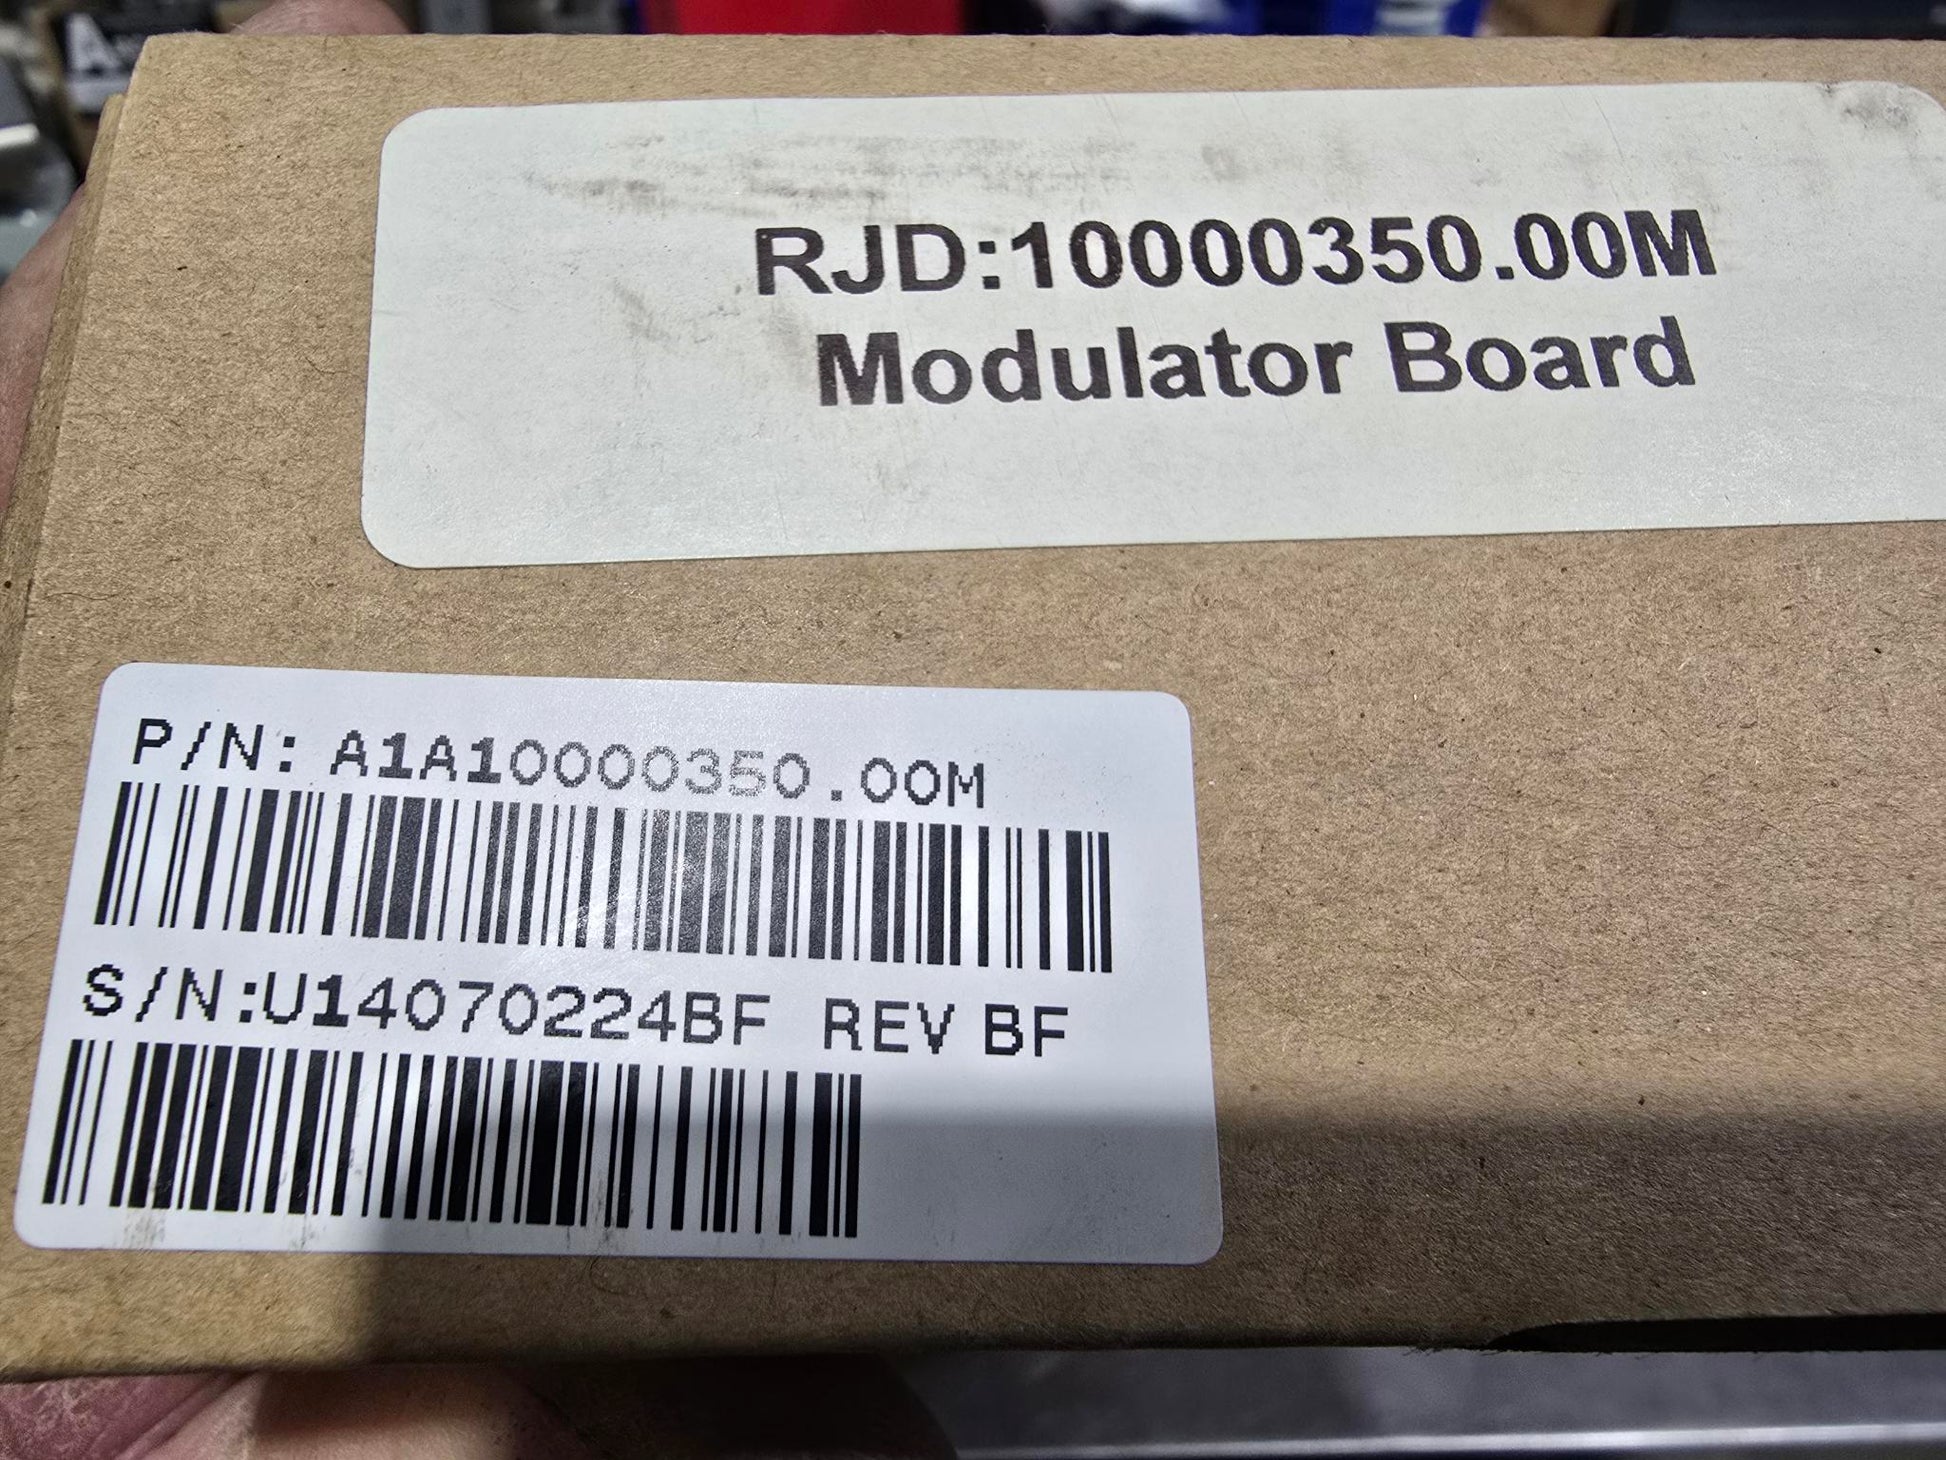 RJD:10000350.00M
Modulator Board
P/N: A1A10000350.00M
S/N:U14070224BF REV BF